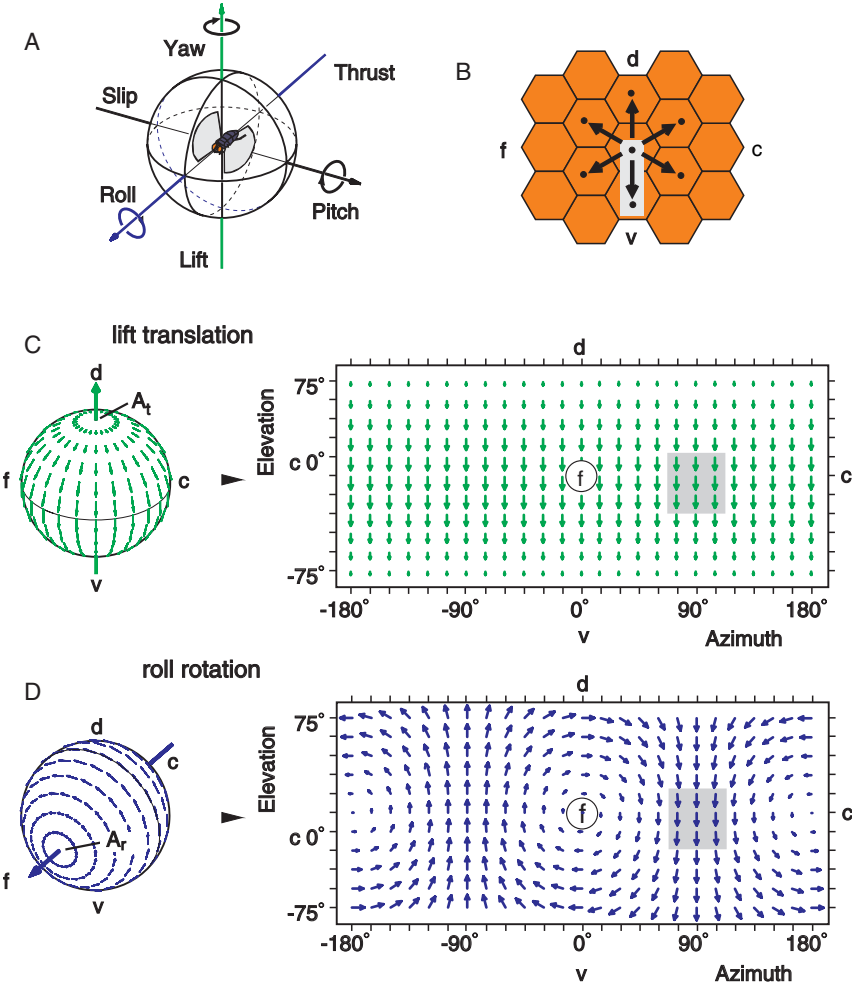 A
Yaw
Thrust
Slip
Roll
Pitch
Lift
B
d
f
c
v
C
lift translation
d
At
f
c
v
d
Elevation
75°
c 0°
-75°
f
c
-180°
-90°
0°
90°
180°
v
Azimuth
D
roll rotation
d
c
Ar
f
v
d
Elevation
75°
c 0°
-75°
f
c
-180°
-90°
0°
90°
180°
v
Azimuth